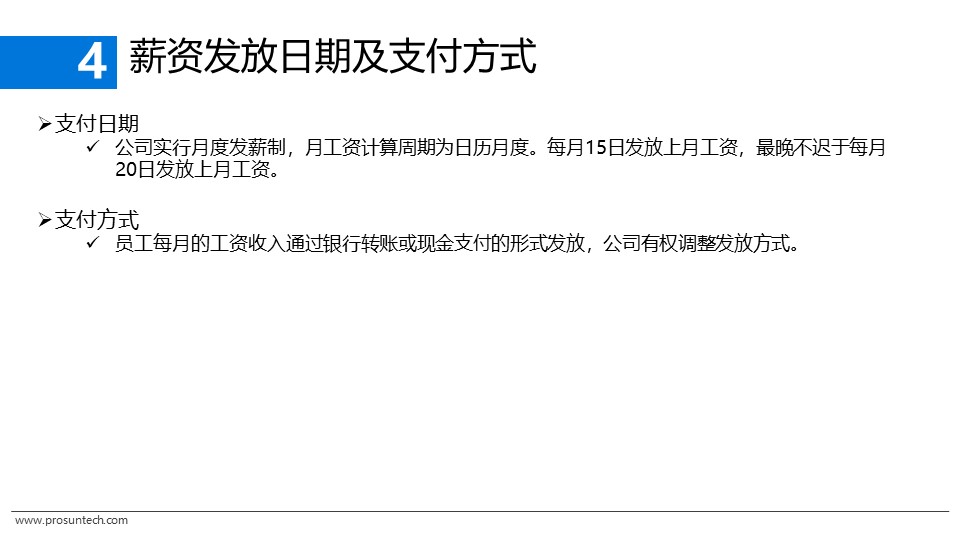 4
薪资发放日期及支付方式
➢支付日期
✓ 公司实行月度发薪制，月工资计算周期为日历月度。每月15日发放上月工资，最晚不迟于每月
20日发放上月工资。
➢支付方式
✓ 员工每月的工资收入通过银行转账或现金支付的形式发放，公司有权调整发放方式。
www.prosuntech.com